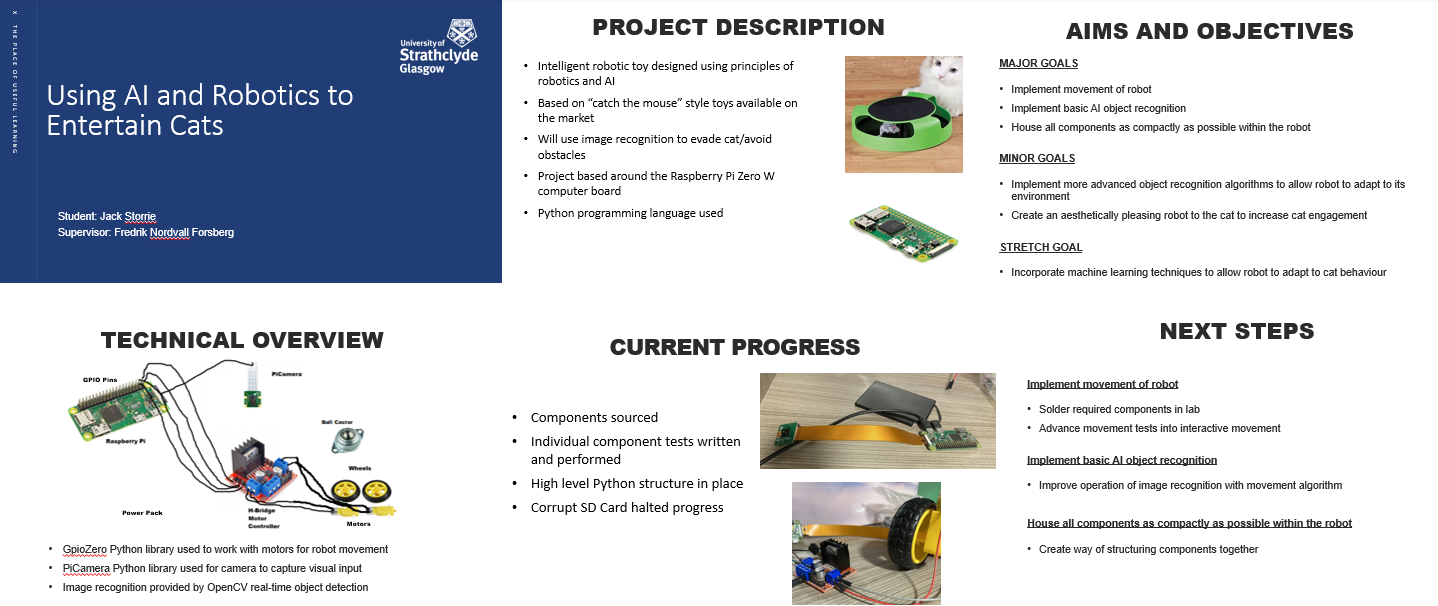 X THE PLACE OF USEFUL LEARNING
University of
Strathclyde
Glasgow
Using AI and Robotics to
Entertain Cats
Student: Jack Storrie
Supervisor: Fredrik Nordvall Forsberg
PROJECT DESCRIPTION
• Intelligent robotic toy designed using principles of
robotics and AI
• Based on “catch the mouse” style toys available on
the market
• Will use image recognition to evade cat/avoid
obstacles
• Project based around the Raspberry Pi Zero W
computer board
• Python programming language used
AIMS AND OBJECTIVES
MAJOR GOALS
• Implement movement of robot
• Implement basic AI object recognition
• House all components as compactly as possible within the robot
MINOR GOALS
• Implement more advanced object recognition algorithms to allow robot to adapt to its
environment
• Create an aesthetically pleasing robot to the cat to increase cat engagement
STRETCH GOAL
• Incorporate machine learning techniques to allow robot to adapt to cat behaviour
TECHNICAL OVERVIEW
GPIO Pins
PiCamera
Raspberry Pi
Ball Castor
Wheels
Power Pack
H-Bridge
Motor
Controller
Motors
• GpioZero Python library used to work with motors for robot movement
• PiCamera Python library used for camera to capture visual input
• Image recognition provided by OpenCV real-time object detection
CURRENT PROGRESS
• Components sourced
• Individual component tests written
and performed
• High level Python structure in place
• Corrupt SD Card halted progress
NEXT STEPS
Implement movement of robot
• Solder required components in lab
• Advance movement tests into interactive movement
Implement basic AI object recognition
• Improve operation of image recognition with movement algorithm
House all components as compactly as possible within the robot
• Create way of structuring components together